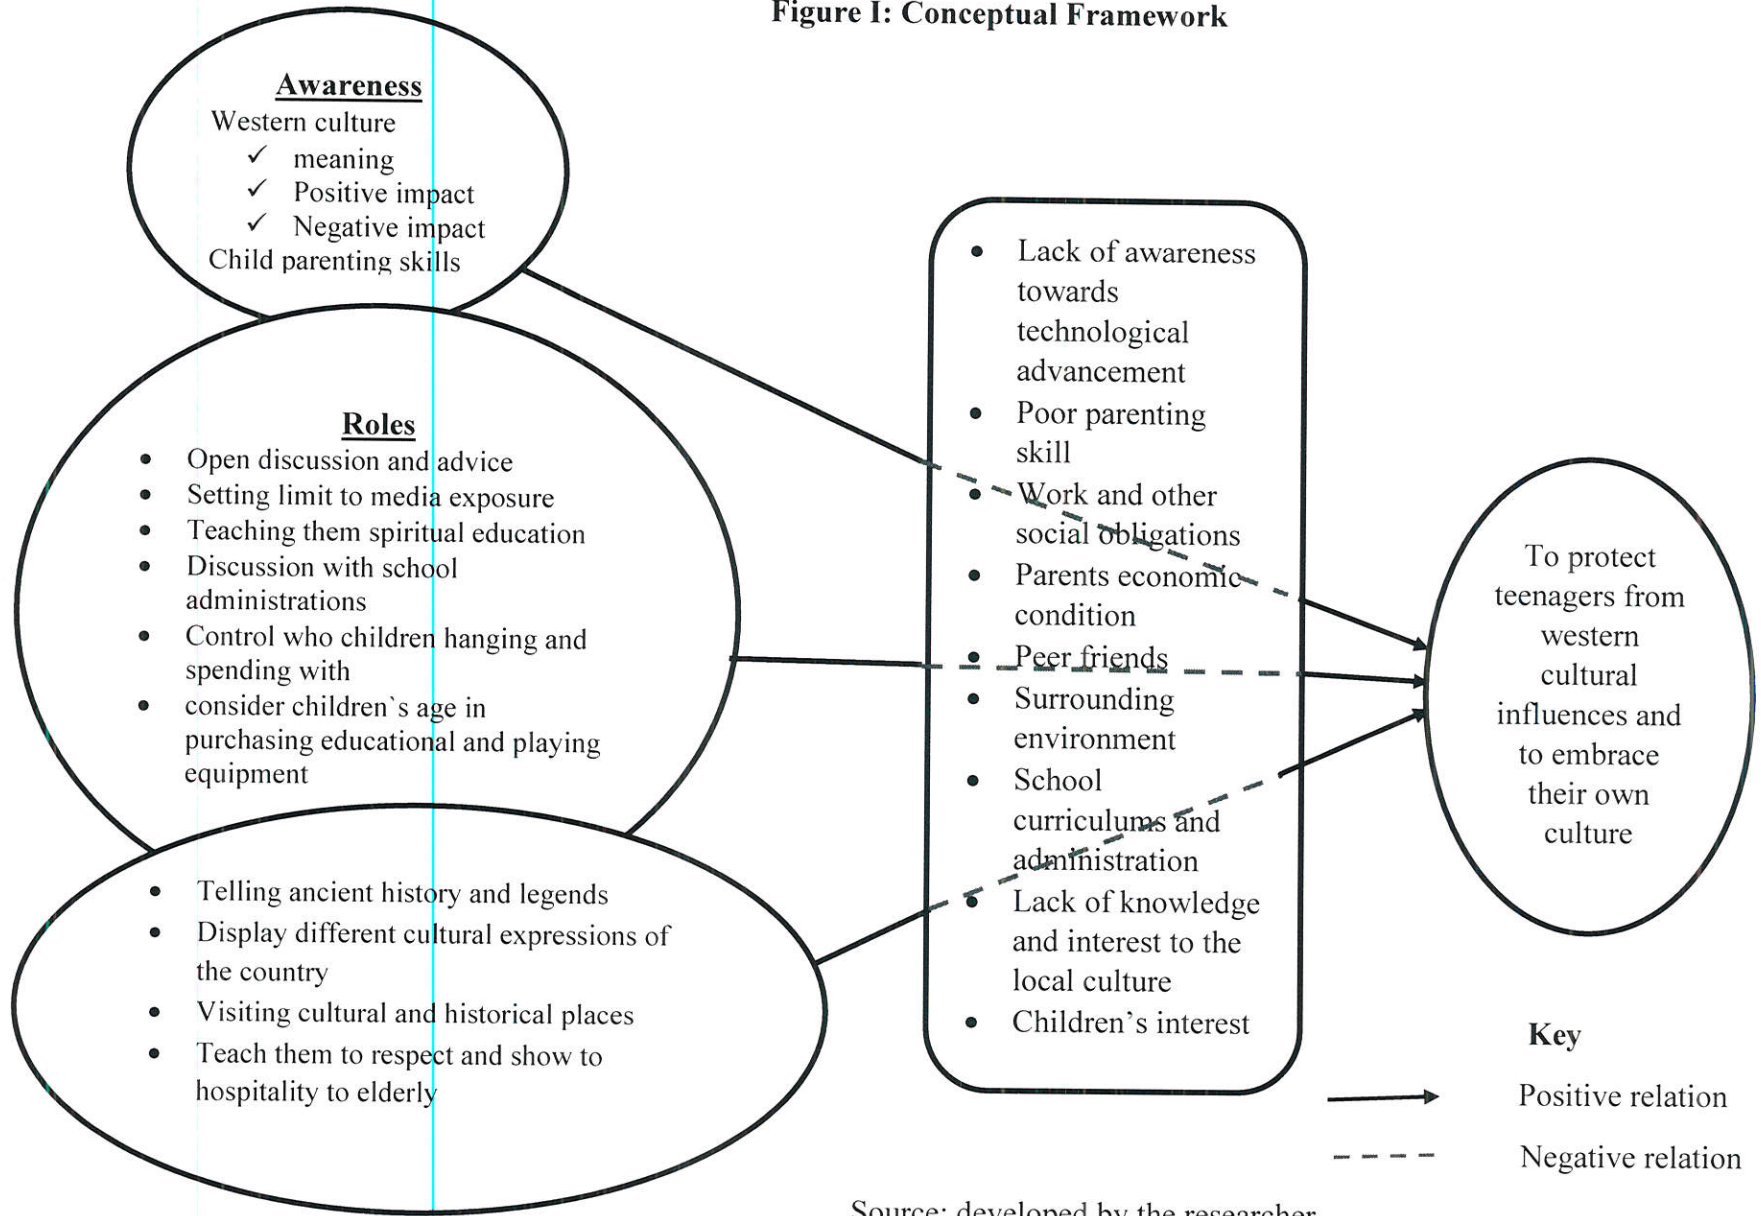 Figure I: Conceptual Framework
Awareness
Western culture
✓ meaning
✓ Positive impact
✓ Negative impact
Child parenting skills
Roles
• Open discussion and advice
• Setting limit to media exposure
• Teaching them spiritual education
• Discussion with school
administrations
• Control who children hanging and
spending with
• consider children`s age in
purchasing educational and playing
equipment
• Telling ancient history and legends
• Display different cultural expressions of
the country
• Visiting cultural and historical places
• Teach them to respect and show to
hospitality to elderly
• Lack of awareness
towards
technological
advancement
• Poor parenting
skill
• Work and other
social obligations
• Parents economic
condition
• Peer friends
• Surrounding
environment
• School
curriculums and
administration
• Lack of knowledge
and interest to the
local culture
• Children's interest
To protect
teenagers from
western
cultural
influences and
to embrace
their own
culture
Key
Positive relation
Negative relation
Source: developed by the researcher